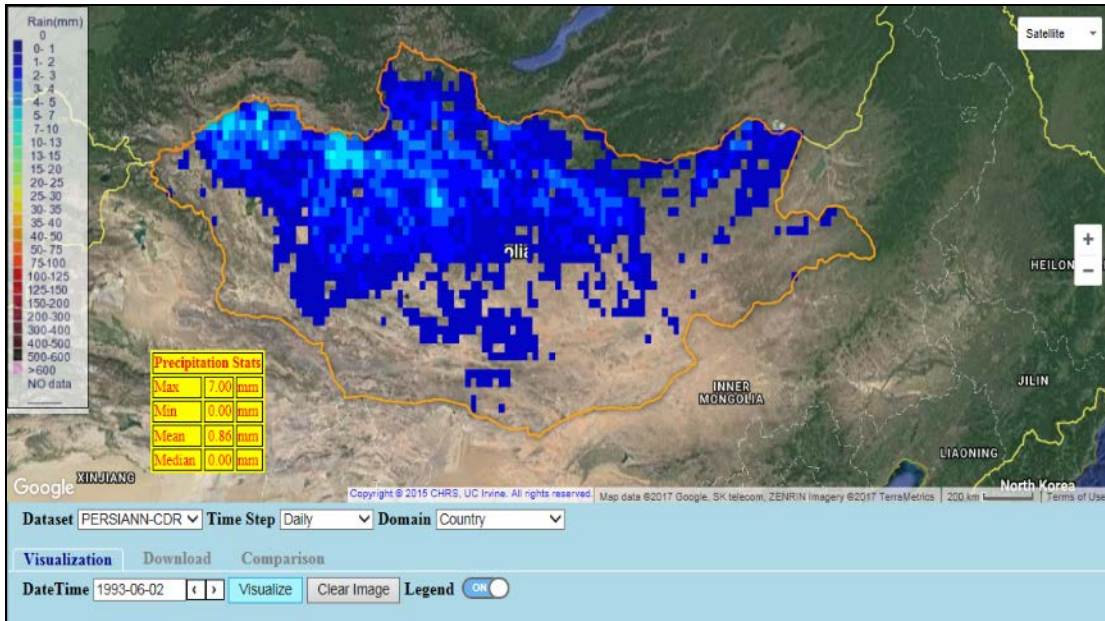 Rain(mm)
0
0- 1
1- 2
2- 3
3- 4
4- 5
5- 7
7-10
10-13
13-15
15-20
20-25
25-30
30-35
35-40
40-50
50-75
75-100
100-125
125-150
150-200
200-300
300-400
400-500
500-600
>600
NO data
Satellite
+
−
HEILON
olia
INNER
MONGOLIA
JILIN
LIAONING
North Korea
XINJIANG
Precipitation Stats
Max 7.00 mm
Min 0.00 mm
Mean 0.86 mm
Median 0.00 mm
Google
Copyright © 2015 CHRS, UC Irvine. All rights reserved. Map data ©2017 Google, SK telecom, ZENRIN Imagery ©2017 TerraMetrics 200 km Terms of Use
Dataset PERSIANN-CDR Time Step Daily Domain Country
Visualization Download Comparison
DateTime 1993-06-02 ‹ › Visualize Clear Image Legend ON